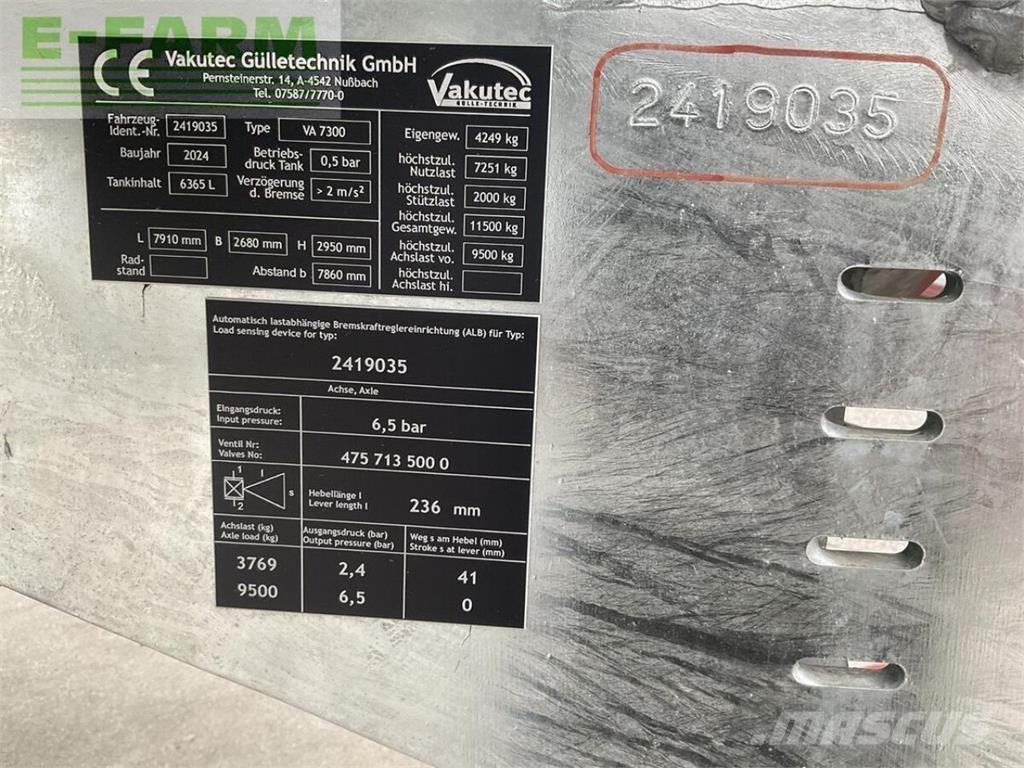 E-FARM
CE Vakutec Gülletechnik GmbH
Pernsteinerstr. 14, A-4542 Nußbach
Tel. 07587/7770-0
Vakutec
GÜLLE-TECHNIK
Fahrzeug-
Ident.-Nr. 2419035 Type VA 7300
Baujahr 2024 Betriebs-
druck Tank 0,5 bar
Tankinhalt 6365 L Verzögerung
d. Bremse > 2 m/s²
L 7910 mm B 2680 mm H 2950 mm
Rad-
stand Abstand b 7860 mm
Eigengew. 4249 kg
höchstzul.
Nutzlast 7251 kg
höchstzul.
Stützlast 2000 kg
höchstzul.
Gesamtgew. 11500 kg
höchstzul.
Achslast vo. 9500 kg
höchstzul.
Achslast hi.
2419035
Automatisch lastabhängige Bremskraftreglereinrichtung (ALB) für Typ:
Load sensing device for typ:
2419035
Achse, Axle
Eingangsdruck:
Input pressure: 6,5 bar
Ventil Nr:
Valves No: 475 713 500 0
1 I s 2
Hebellänge l
Lever length l 236 mm
Achslast (kg) Ausgangsdruck (bar) Weg s am Hebel (mm)
Axle load (kg) Output pressure (bar) Stroke s at lever (mm)
3769 2,4 41
9500 6,5 0
MASCUS